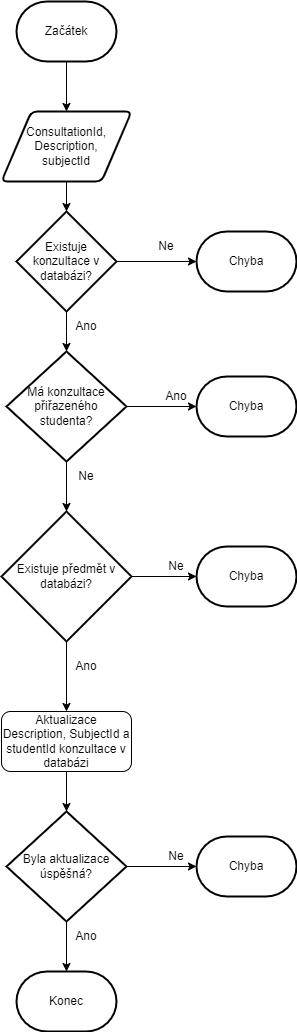 Začátek
ConsultationId,
Description,
subjectId
Existuje
konzultace v
databázi?
Ne
Chyba
Ano
Má konzultace
přiřazeného
studenta?
Ano
Chyba
Ne
Existuje předmět v
databázi?
Ne
Chyba
Ano
Aktualizace
Description, SubjectId a
studentId konzultace v
databázi
Byla aktualizace
úspěšná?
Ne
Chyba
Ano
Konec